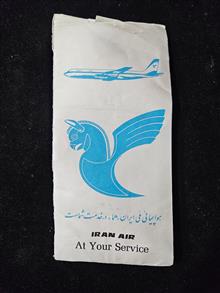 هواپیمائی ملی ایران، هما، در خدمت شماست
IRAN AIR
At Your Service